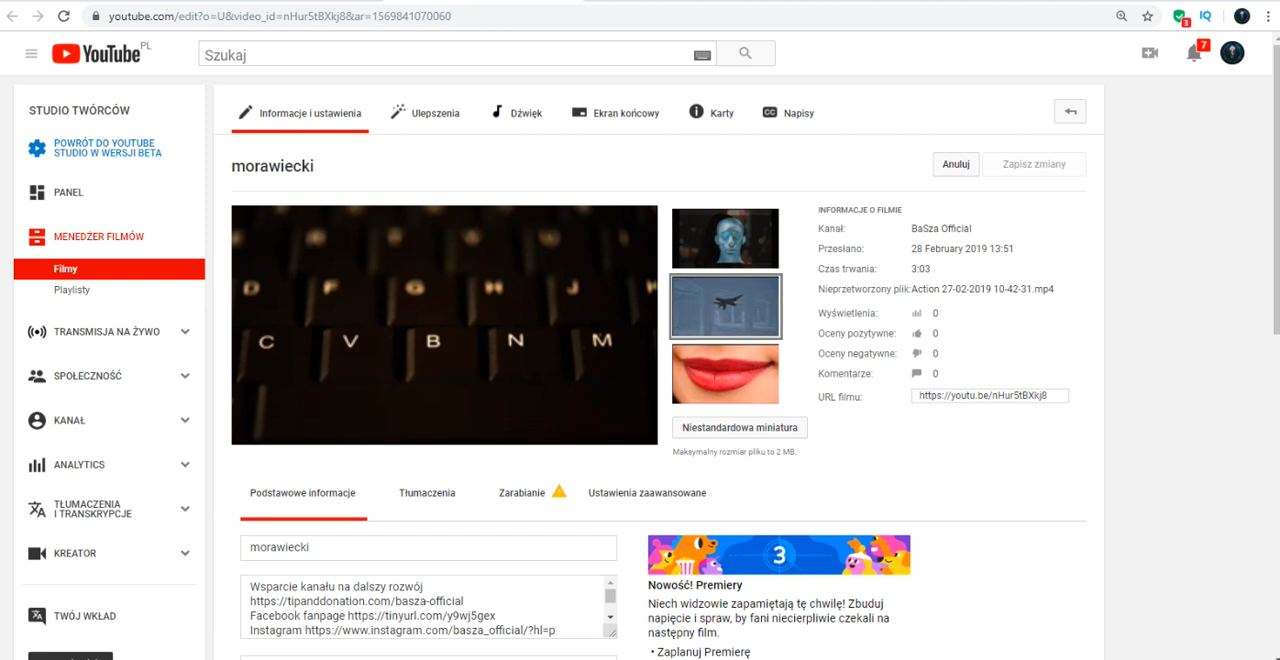 youtube.com/edit?o=U&video_id=nHur5tBXkj8&ar=1569841070060
3
IQ
YouTube PL
Szukaj
7
STUDIO TWÓRCÓW
POWRÓT DO YOUTUBE
STUDIO W WERSJI BETA
PANEL
MENEDŻER FILMÓW
Filmy
Playlisty
TRANSMISJA NA ŻYWO
SPOŁECZNOŚĆ
KANAŁ
ANALYTICS
TŁUMACZENIA
I TRANSKRYPCJE
KREATOR
TWÓJ WKŁAD
Informacje i ustawienia
Ulepszenia
Dźwięk
Ekran końcowy
Karty
CC Napisy
morawiecki
Anuluj
Zapisz zmiany
D F G H J
C V B N M
Niestandardowa miniatura
Maksymalny rozmiar pliku to 2 MB.
INFORMACJE O FILMIE
Kanał: BaSza Official
Przesłano: 28 February 2019 13:51
Czas trwania: 3:03
Nieprzetworzony plik: Action 27-02-2019 10-42-31.mp4
Wyświetlenia: 0
Oceny pozytywne: 0
Oceny negatywne: 0
Komentarze: 0
URL filmu: https://youtu.be/nHur5tBXkj8
Podstawowe informacje
Tłumaczenia
Zarabianie
Ustawienia zaawansowane
morawiecki
Wsparcie kanału na dalszy rozwój
https://tipanddonation.com/basza-official
Facebook fanpage https://tinyurl.com/y9wj5gex
Instagram https://www.instagram.com/basza_official/?hl=p
3
Nowość! Premiery
Niech widzowie zapamiętają tę chwilę! Zbuduj
napięcie i spraw, by fani niecierpliwie czekali na
następny film.
• Zaplanuj Premierę